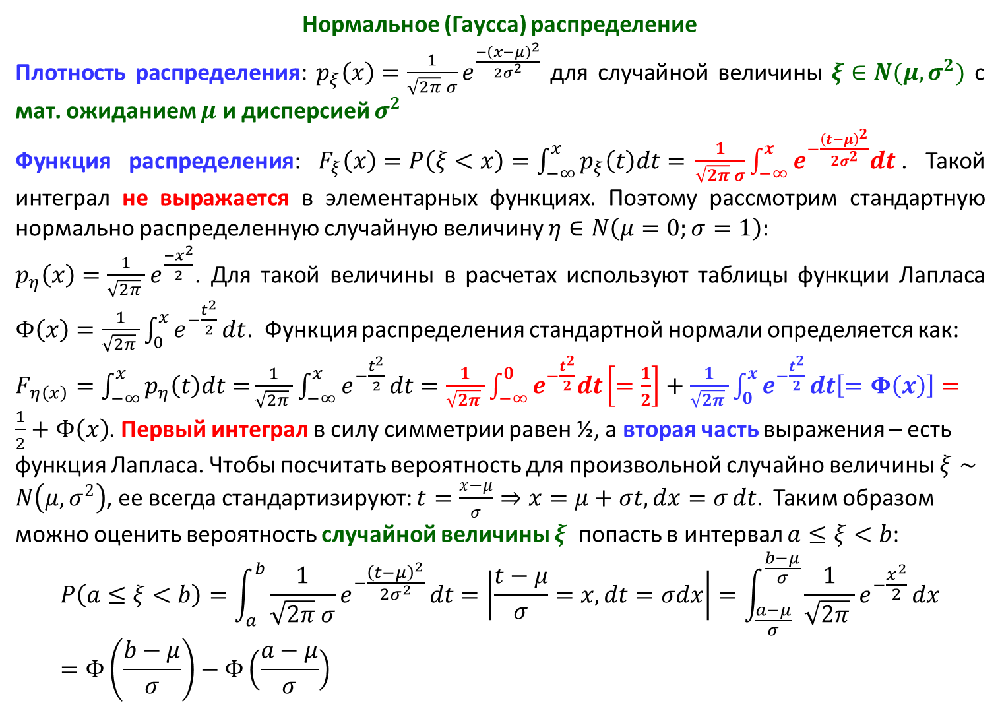 Нормальное (Гаусса) распределение
Плотность распределения: $p_\xi(x) = \frac{1}{\sqrt{2\pi}\,\sigma} e^{\frac{-(x-\mu)^2}{2\sigma^2}}$ для случайной величины $\xi \in N(\mu, \sigma^2)$ с
мат. ожиданием $\mu$ и дисперсией $\sigma^2$
Функция распределения: $F_\xi(x) = P(\xi < x) = \int_{-\infty}^{x} p_\xi(t)dt = \frac{1}{\sqrt{2\pi}\,\sigma} \int_{-\infty}^{x} e^{-\frac{(t-\mu)^2}{2\sigma^2}} dt$ . Такой
интеграл не выражается в элементарных функциях. Поэтому рассмотрим стандартную
нормально распределенную случайную величину $\eta \in N(\mu = 0; \sigma = 1)$:
$p_\eta(x) = \frac{1}{\sqrt{2\pi}} e^{\frac{-x^2}{2}}$. Для такой величины в расчетах используют таблицы функции Лапласа
$\Phi(x) = \frac{1}{\sqrt{2\pi}} \int_0^x e^{-\frac{t^2}{2}} dt$. Функция распределения стандартной нормали определяется как:
$F_{\eta(x)} = \int_{-\infty}^{x} p_\eta(t)dt = \frac{1}{\sqrt{2\pi}} \int_{-\infty}^{x} e^{-\frac{t^2}{2}} dt = \frac{1}{\sqrt{2\pi}} \int_{-\infty}^{0} e^{-\frac{t^2}{2}} dt \left[= \frac{1}{2}\right] + \frac{1}{\sqrt{2\pi}} \int_0^x e^{-\frac{t^2}{2}} dt [= \Phi(x)] =$
$\frac{1}{2} + \Phi(x)$. Первый интеграл в силу симметрии равен ½, а вторая часть выражения – есть
функция Лапласа. Чтобы посчитать вероятность для произвольной случайно величины $\xi \sim$
$N(\mu, \sigma^2)$, ее всегда стандартизируют: $t = \frac{x-\mu}{\sigma} \Rightarrow x = \mu + \sigma t, dx = \sigma\, dt$. Таким образом
можно оценить вероятность случайной величины $\xi$ попасть в интервал $a \le \xi < b$:
$P(a \le \xi < b) = \int_a^b \frac{1}{\sqrt{2\pi}\,\sigma} e^{-\frac{(t-\mu)^2}{2\sigma^2}} dt = \left|\frac{t-\mu}{\sigma} = x, dt = \sigma dx\right| = \int_{\frac{a-\mu}{\sigma}}^{\frac{b-\mu}{\sigma}} \frac{1}{\sqrt{2\pi}} e^{-\frac{x^2}{2}} dx$
$= \Phi\left(\frac{b-\mu}{\sigma}\right) - \Phi\left(\frac{a-\mu}{\sigma}\right)$